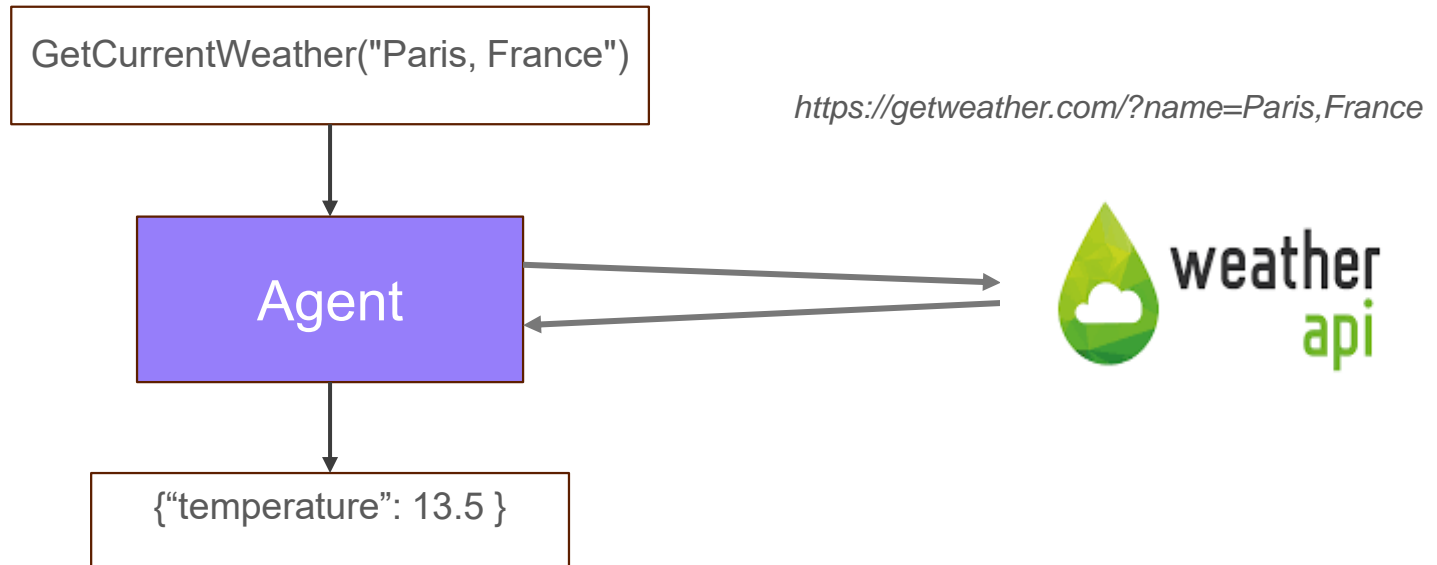 GetCurrentWeather("Paris, France")
https://getweather.com/?name=Paris,France
Agent
weather
api
{“temperature”: 13.5 }